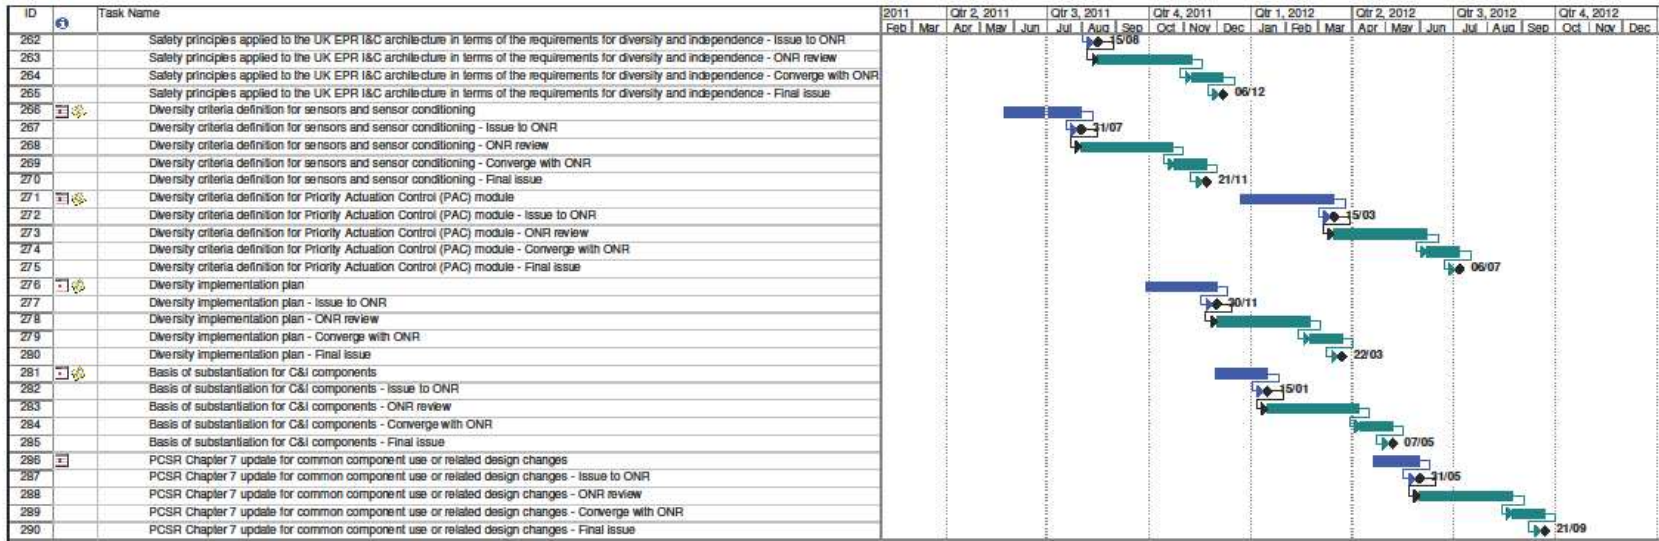 ID Task Name 2011 Qtr 2, 2011 Qtr 3, 2011 Qtr 4, 2011 Qtr 1, 2012 Qtr 2, 2012 Qtr 3, 2012 Qtr 4, 2012
Feb Mar Apr May Jun Jul Aug Sep Oct Nov Dec Jan Feb Mar Apr May Jun Jul Aug Sep Oct Nov Dec
262 Safety principles applied to the UK EPR I&C architecture in terms of the requirements for diversity and independence - Issue to ONR 15/08
263 Safety principles applied to the UK EPR I&C architecture in terms of the requirements for diversity and independence - ONR review
264 Safety principles applied to the UK EPR I&C architecture in terms of the requirements for diversity and independence - Converge with ONR
265 Safety principles applied to the UK EPR I&C architecture in terms of the requirements for diversity and independence - Final issue 06/12
266 Diversity criteria definition for sensors and sensor conditioning
267 Diversity criteria definition for sensors and sensor conditioning - Issue to ONR 31/07
268 Diversity criteria definition for sensors and sensor conditioning - ONR review
269 Diversity criteria definition for sensors and sensor conditioning - Converge with ONR
270 Diversity criteria definition for sensors and sensor conditioning - Final issue 21/11
271 Diversity criteria definition for Priority Actuation Control (PAC) module
272 Diversity criteria definition for Priority Actuation Control (PAC) module - Issue to ONR 15/03
273 Diversity criteria definition for Priority Actuation Control (PAC) module - ONR review
274 Diversity criteria definition for Priority Actuation Control (PAC) module - Converge with ONR
275 Diversity criteria definition for Priority Actuation Control (PAC) module - Final issue 06/07
276 Diversity implementation plan
277 Diversity implementation plan - Issue to ONR 30/11
278 Diversity implementation plan - ONR review
279 Diversity implementation plan - Converge with ONR
280 Diversity implementation plan - Final issue 22/03
281 Basis of substantiation for C&I components
282 Basis of substantiation for C&I components - Issue to ONR 15/01
283 Basis of substantiation for C&I components - ONR review
284 Basis of substantiation for C&I components - Converge with ONR
285 Basis of substantiation for C&I components - Final issue 07/05
286 PCSR Chapter 7 update for common component use or related design changes
287 PCSR Chapter 7 update for common component use or related design changes - Issue to ONR 31/05
288 PCSR Chapter 7 update for common component use or related design changes - ONR review
289 PCSR Chapter 7 update for common component use or related design changes - Converge with ONR
290 PCSR Chapter 7 update for common component use or related design changes - Final issue 21/09